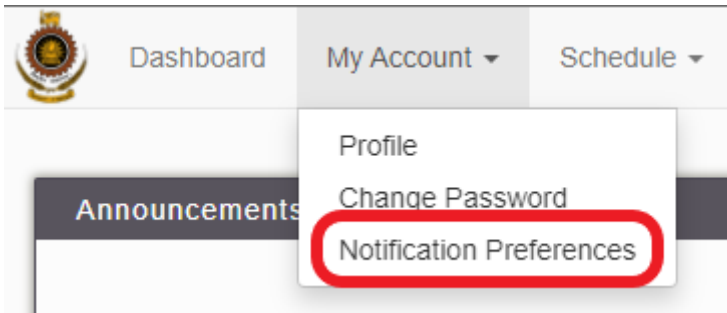 Dashboard My Account Schedule
Profile
Announcements Change Password
Notification Preferences